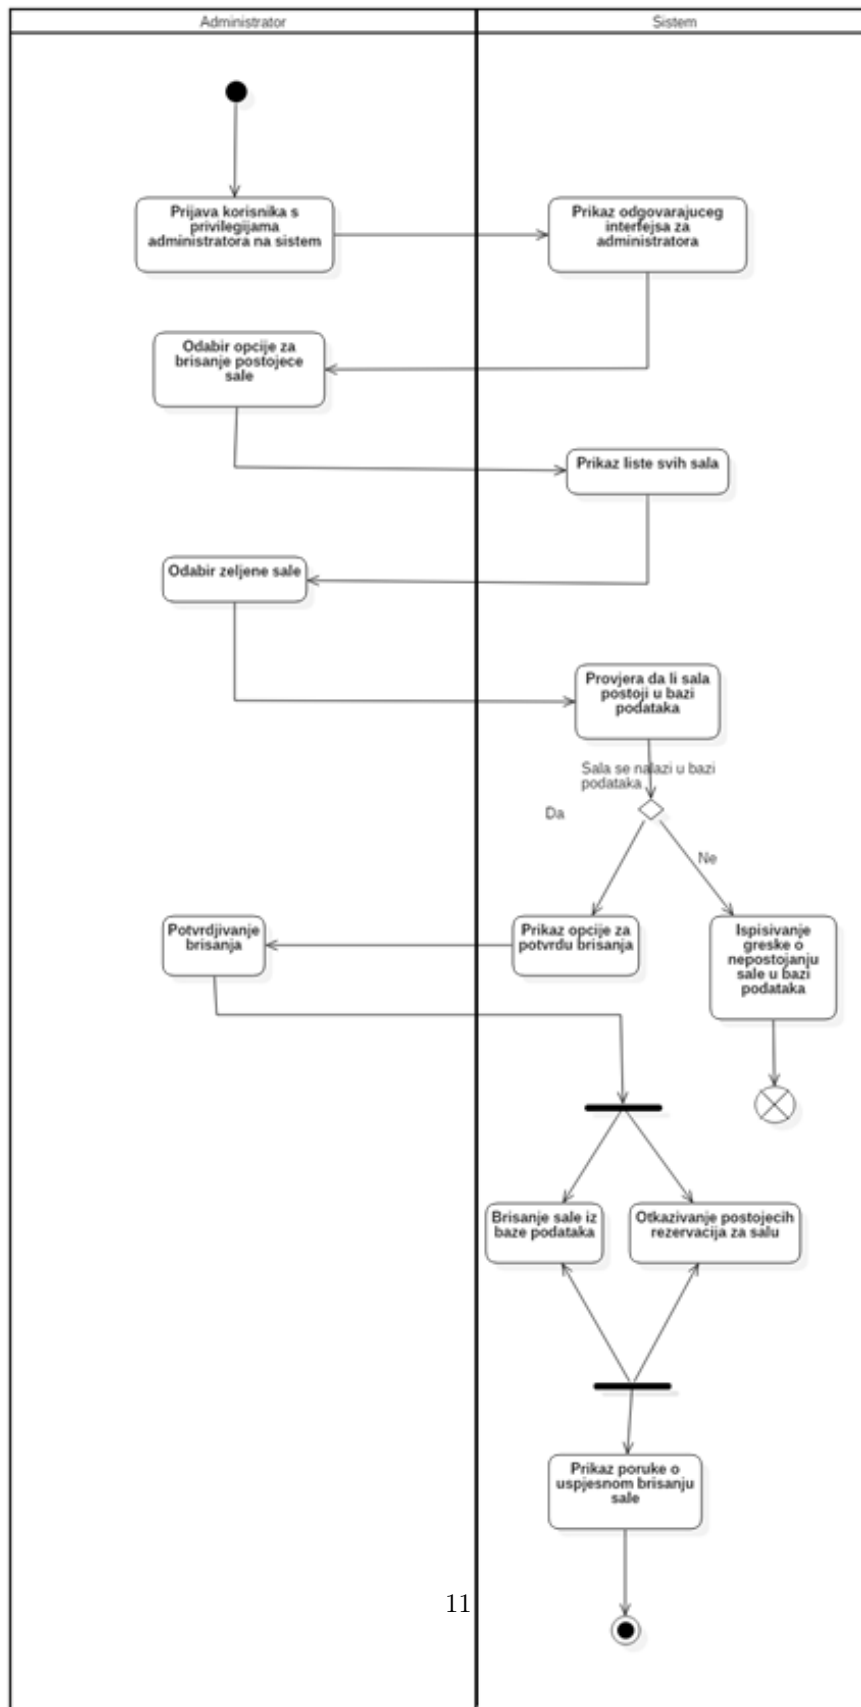 Administrator
Sistem
Prijava korisnika s
privilegijama
administratora na sistem
Prikaz odgovarajuceg
interfejsa za
administratora
Odabir opcije za
brisanje postojece
sale
Prikaz liste svih sala
Odabir zeljene sale
Provjera da li sala
postoji u bazi
podataka
Sala se nalazi u bazi
podataka
Da
Ne
Potvrdjivanje
brisanja
Prikaz opcije za
potvrdu brisanja
Ispisivanje
greske o
nepostojanju
sale u bazi
podataka
Brisanje sale iz
baze podataka
Otkazivanje postojecih
rezervacija za salu
Prikaz poruke o
uspjesnom brisanju
sale
11